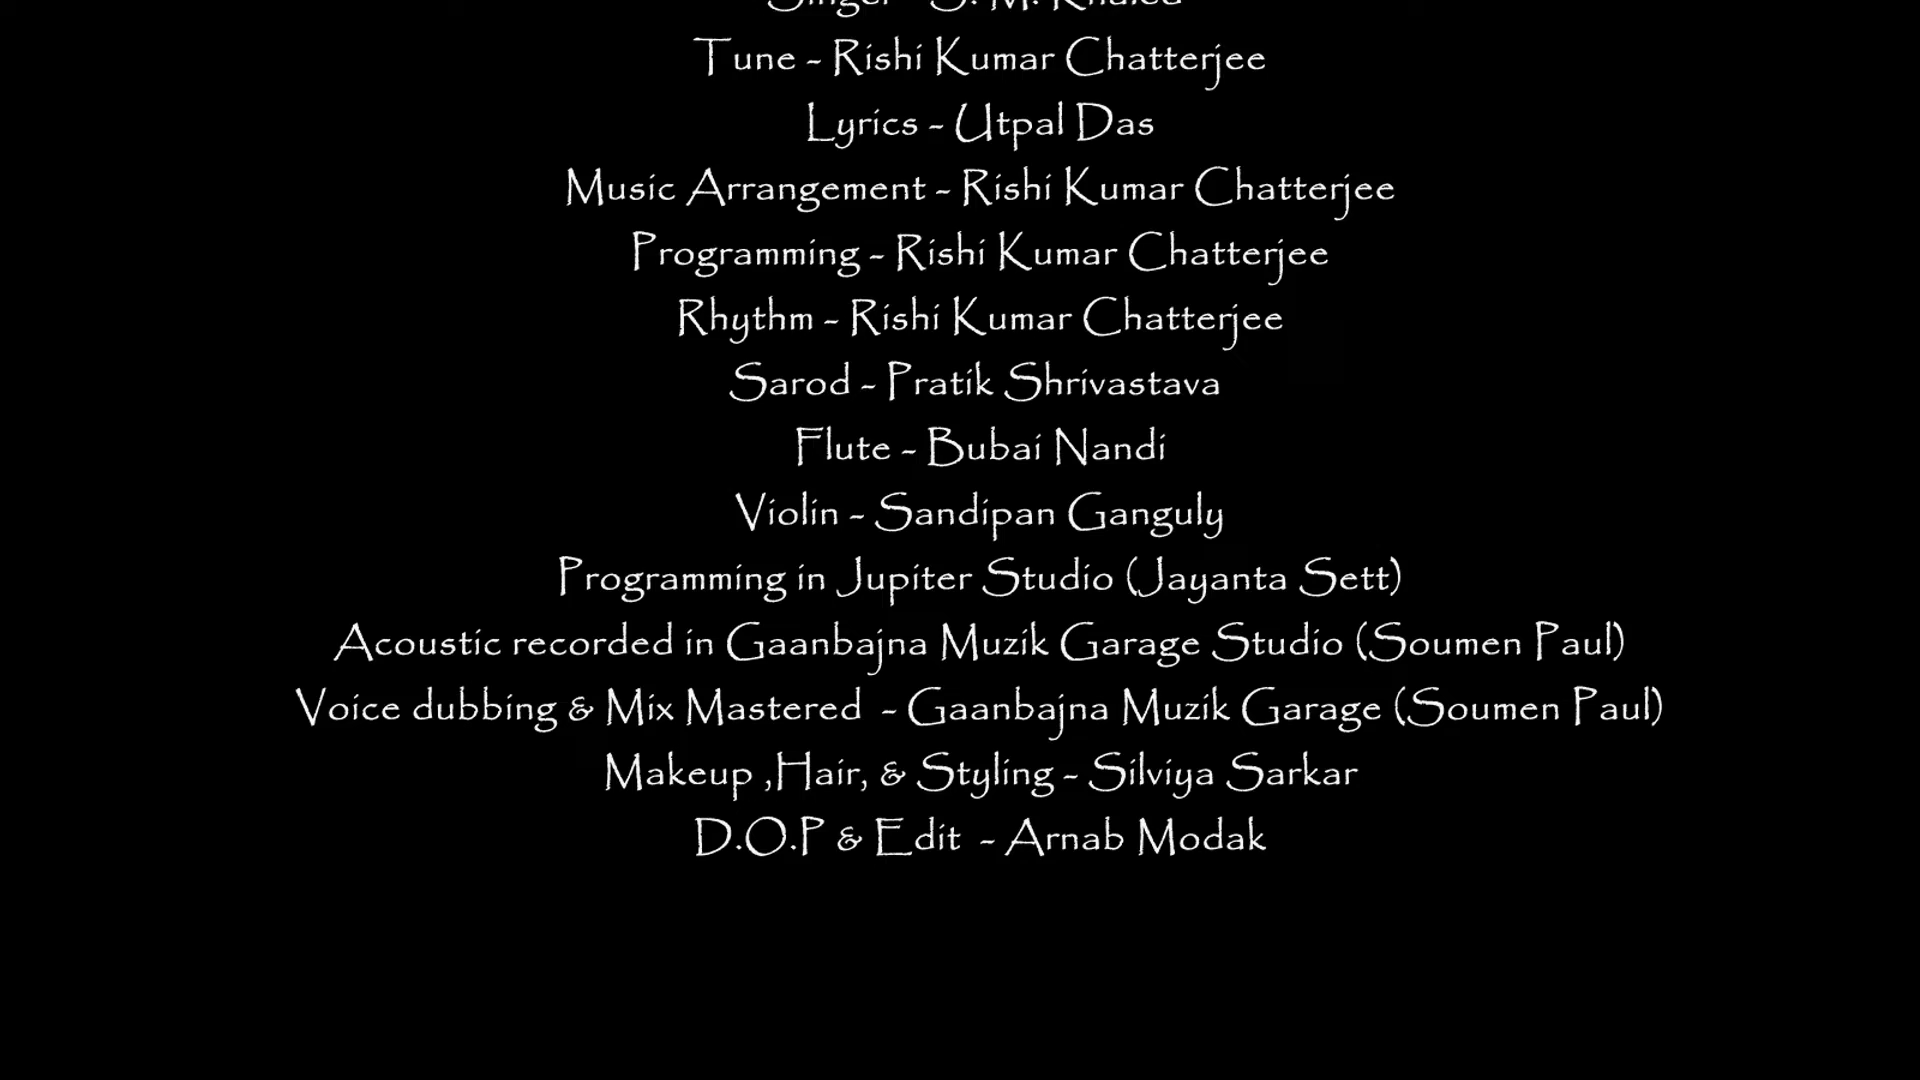 Singer - S. M. Khaled
Tune - Rishi Kumar Chatterjee
Lyrics - Utpal Das
Music Arrangement - Rishi Kumar Chatterjee
Programming - Rishi Kumar Chatterjee
Rhythm - Rishi Kumar Chatterjee
Sarod - Pratik Shrivastava
Flute - Bubai Nandi
Violin - Sandipan Ganguly
Programming in Jupiter Studio (Jayanta Sett)
Acoustic recorded in Gaanbajna Muzik Garage Studio (Soumen Paul)
Voice dubbing & Mix Mastered - Gaanbajna Muzik Garage (Soumen Paul)
Makeup ,Hair, & Styling - Silviya Sarkar
D.O.P & Edit - Arnab Modak